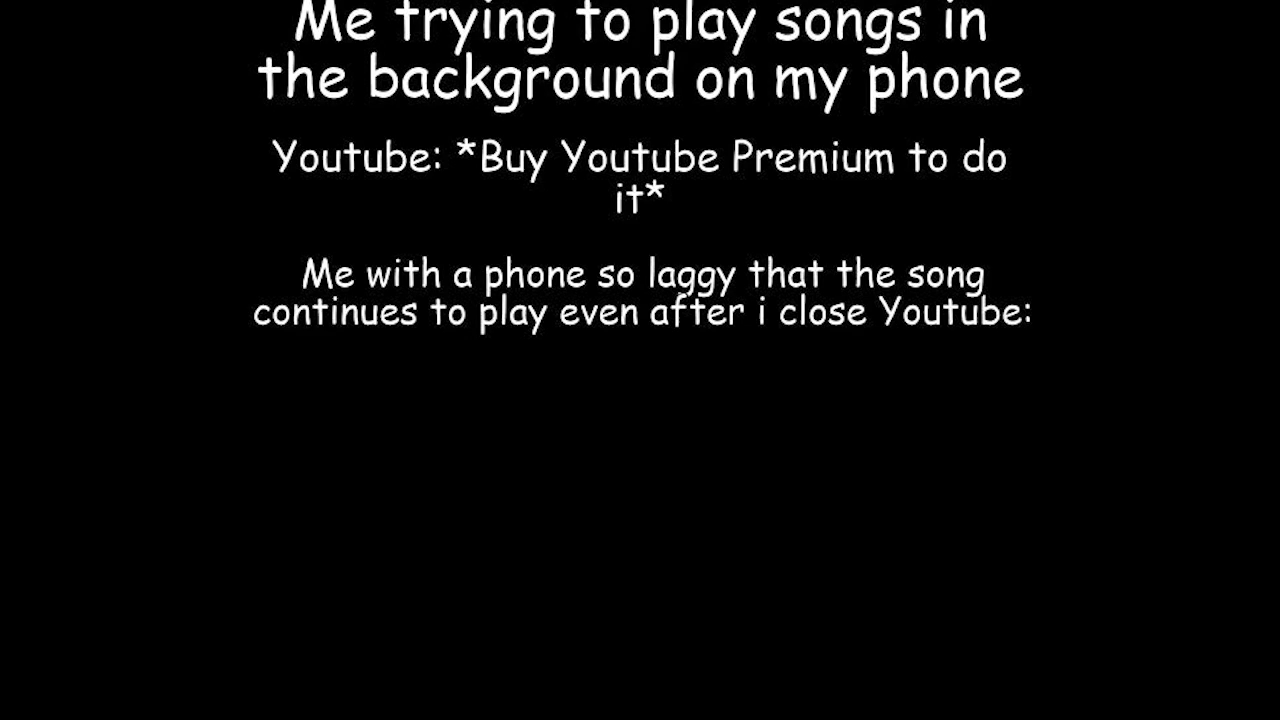 Me trying to play songs in
the background on my phone
Youtube: *Buy Youtube Premium to do
it*
Me with a phone so laggy that the song
continues to play even after i close Youtube: